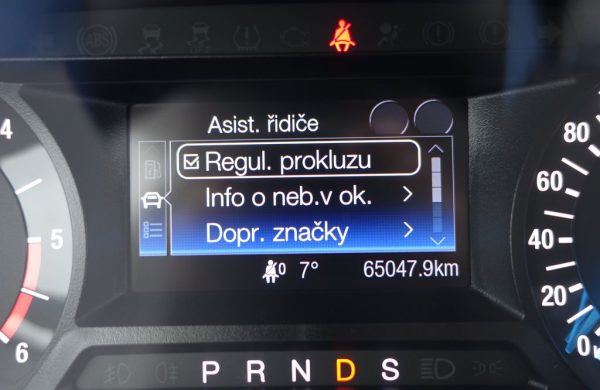 ABS
Asist. řidiče
Regul. prokluzu
Info o neb.v ok.
Dopr. značky
0 7° 65047.9km
4
5
6
80
60
40
20
0
P R N D S